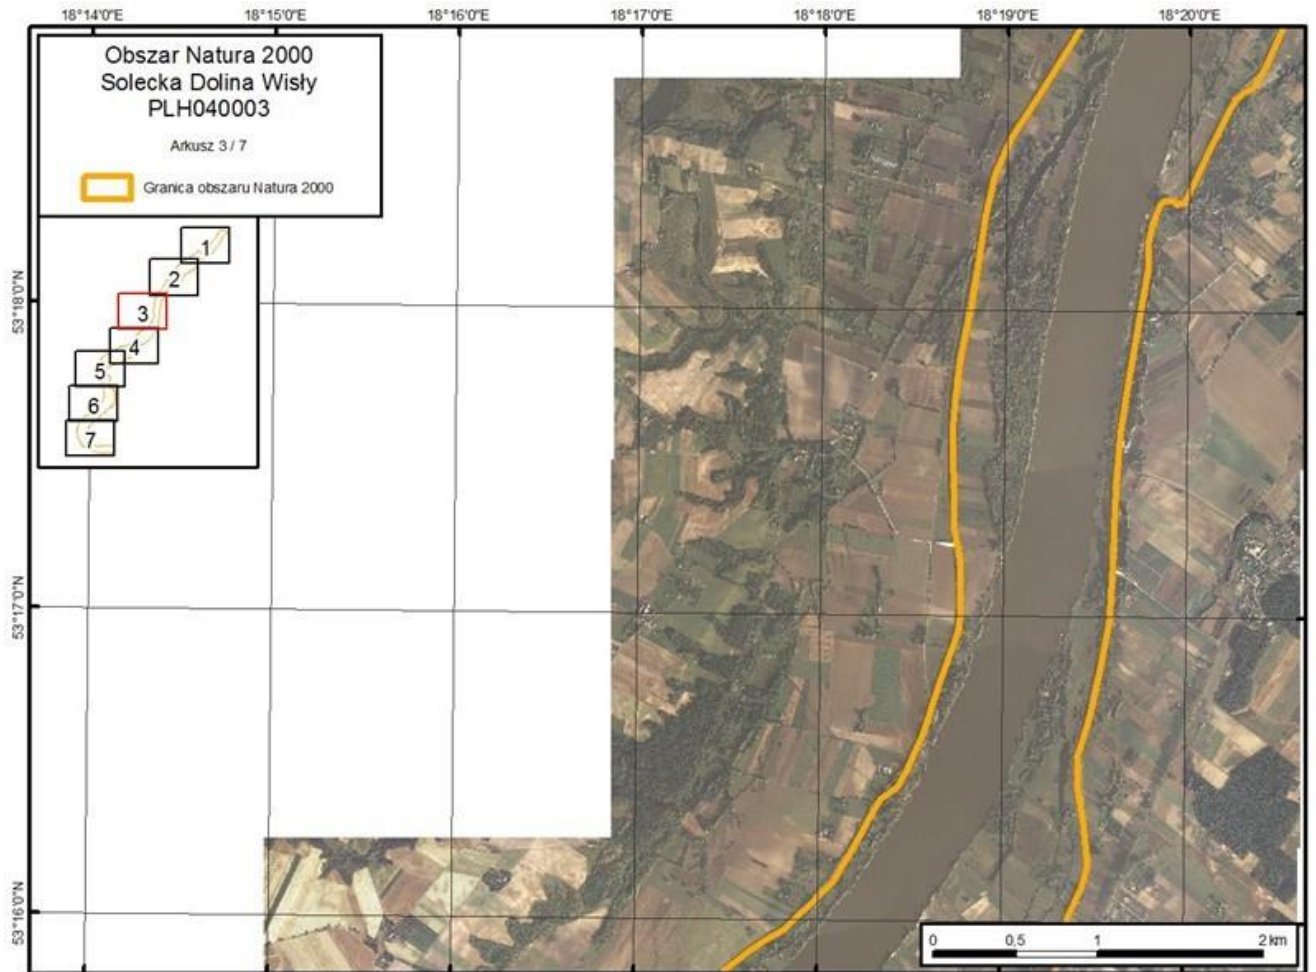 18°14'0"E 18°15'0"E 18°16'0"E 18°17'0"E 18°18'0"E 18°19'0"E 18°20'0"E
Obszar Natura 2000
Solecka Dolina Wisły
PLH040003
Arkusz 3 / 7
Granica obszaru Natura 2000
1
2
3
4
5
6
7
53°18'0"N
53°17'0"N
53°16'0"N
0 0,5 1 2 km